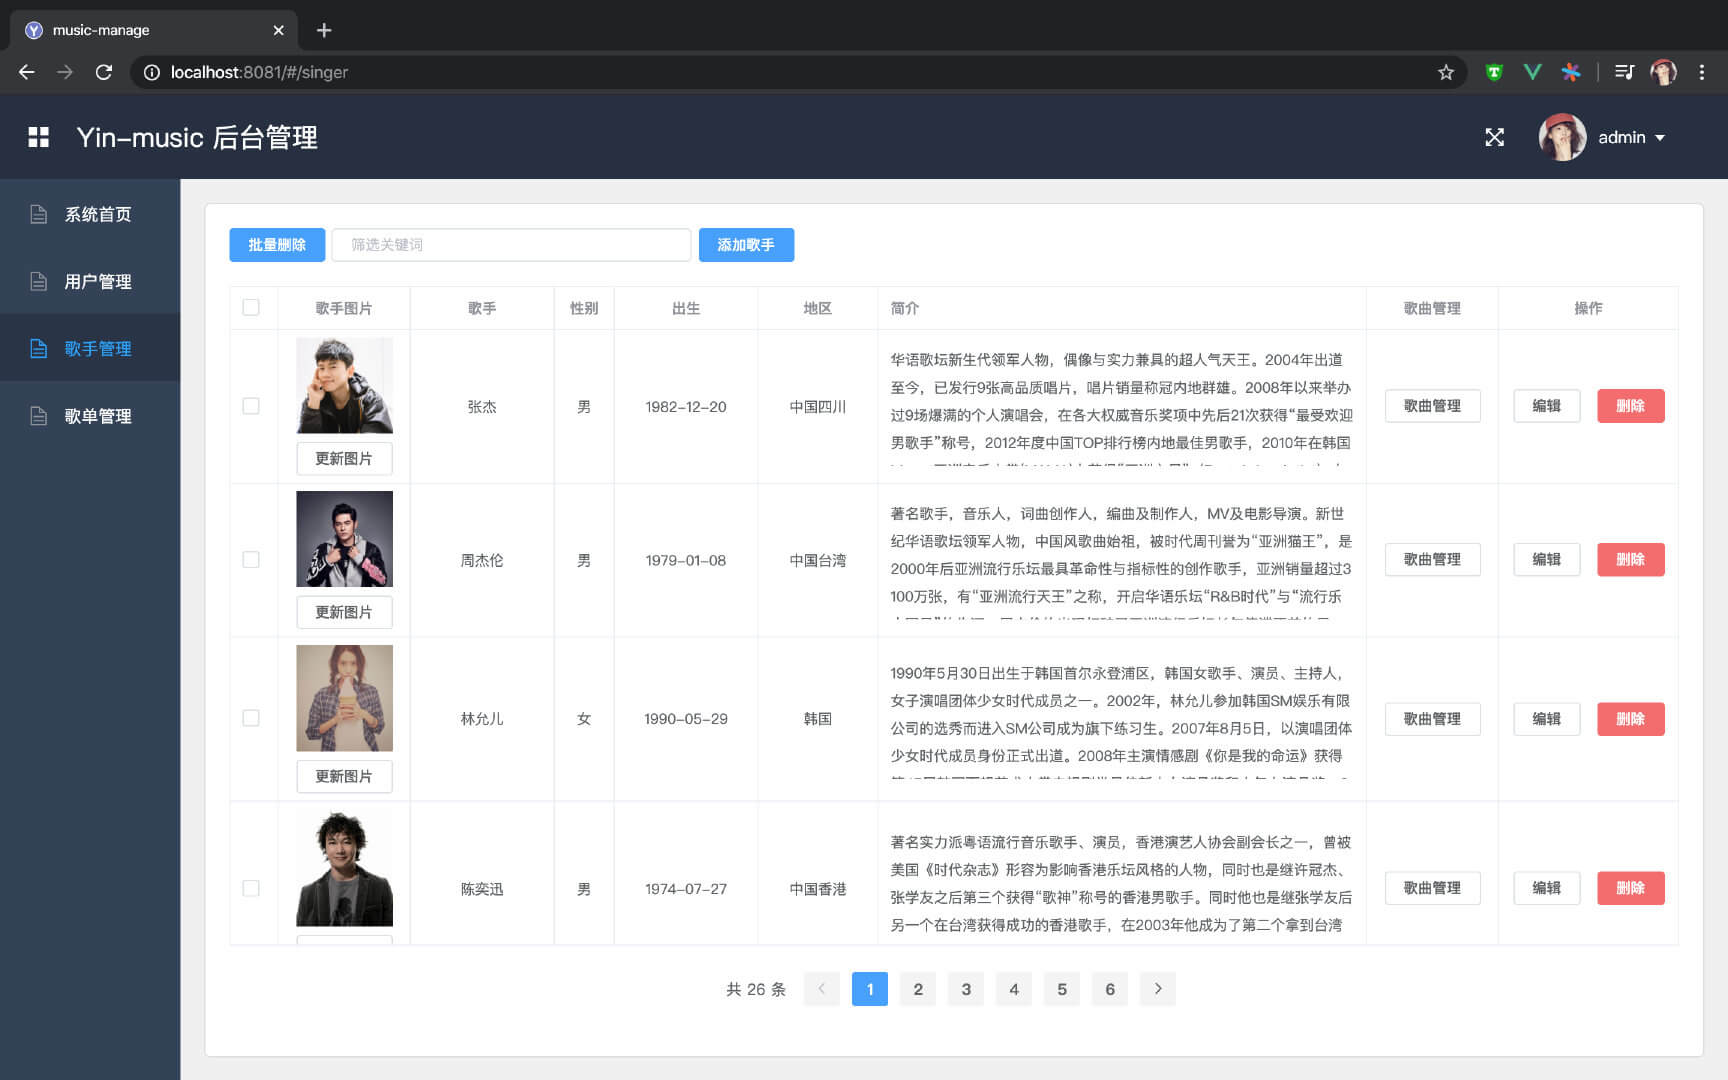 music-manage
localhost:8081/#/singer
Yin-music 后台管理
admin
系统首页
用户管理
歌手管理
歌单管理
批量删除
筛选关键词
添加歌手
歌手图片
歌手
性别
出生
地区
简介
歌曲管理
操作
更新图片
张杰
男
1982-12-20
中国四川
华语歌坛新生代领军人物，偶像与实力兼具的超人气天王。2004年出道
至今，已发行9张高品质唱片，唱片销量称冠内地群雄。2008年以来举办
过9场爆满的个人演唱会，在各大权威音乐奖项中先后21次获得“最受欢迎
男歌手”称号，2012年度中国TOP排行榜内地最佳男歌手，2010年在韩国
歌曲管理
编辑
删除
更新图片
周杰伦
男
1979-01-08
中国台湾
著名歌手，音乐人，词曲创作人，编曲及制作人，MV及电影导演。新世
纪华语歌坛领军人物，中国风歌曲始祖，被时代周刊誉为“亚洲猫王”，是
2000年后亚洲流行乐坛最具革命性与指标性的创作歌手，亚洲销量超过3
100万张，有“亚洲流行天王”之称，开启华语乐坛“R&B时代”与“流行乐
歌曲管理
编辑
删除
更新图片
林允儿
女
1990-05-29
韩国
1990年5月30日出生于韩国首尔永登浦区，韩国女歌手、演员、主持人，
女子演唱团体少女时代成员之一。2002年，林允儿参加韩国SM娱乐有限
公司的选秀而进入SM公司成为旗下练习生。2007年8月5日，以演唱团体
少女时代成员身份正式出道。2008年主演情感剧《你是我的命运》获得
歌曲管理
编辑
删除
陈奕迅
男
1974-07-27
中国香港
著名实力派粤语流行音乐歌手、演员，香港演艺人协会副会长之一，曾被
美国《时代杂志》形容为影响香港乐坛风格的人物，同时也是继许冠杰、
张学友之后第三个获得“歌神”称号的香港男歌手。同时他也是继张学友后
另一个在台湾获得成功的香港歌手，在2003年他成为了第二个拿到台湾
歌曲管理
编辑
删除
共 26 条
1
2
3
4
5
6